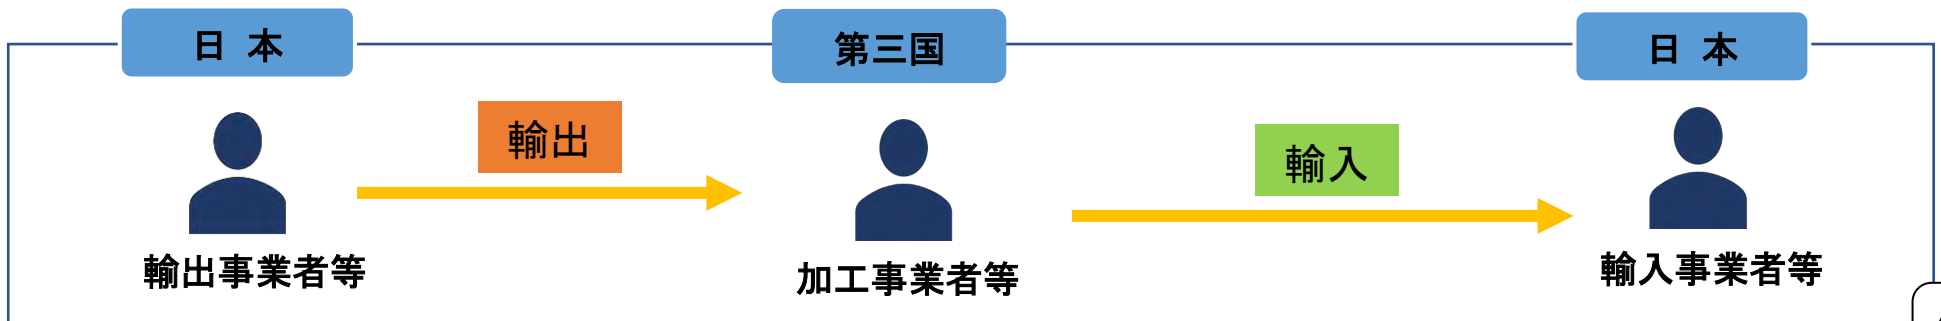 日 本
第三国
日 本
輸出
輸入
輸出事業者等
加工事業者等
輸入事業者等